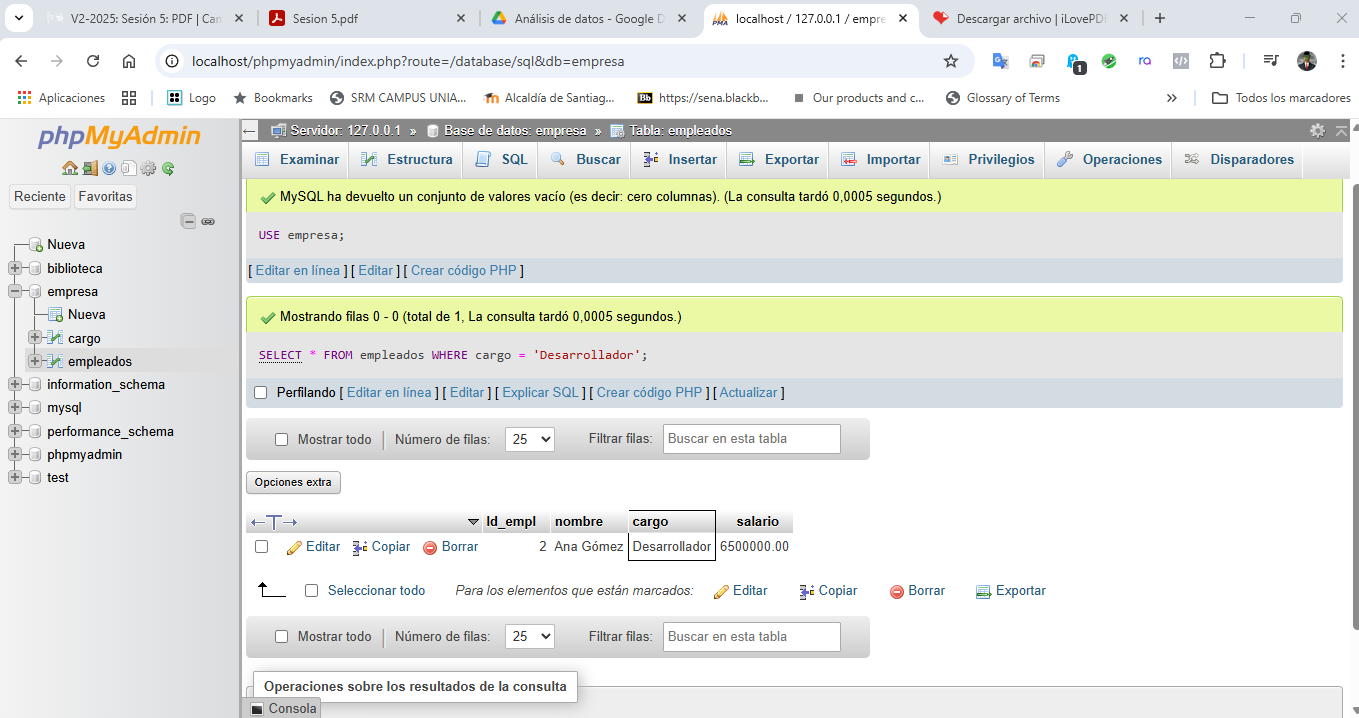 V2-2025: Sesión 5: PDF | Can
Sesion 5.pdf
Análisis de datos - Google D
localhost / 127.0.0.1 / empre
Descargar archivo | iLovePDF
localhost/phpmyadmin/index.php?route=/database/sql&db=empresa
1
Aplicaciones
Logo
Bookmarks
SRM CAMPUS UNIA...
Alcaldía de Santiag...
Bb https://sena.blackb...
Our products and c...
Glossary of Terms
»
Todos los marcadores
phpMyAdmin
Reciente Favoritas
Nueva
biblioteca
empresa
Nueva
cargo
empleados
information_schema
mysql
performance_schema
phpmyadmin
test
Servidor: 127.0.0.1 » Base de datos: empresa » Tabla: empleados
Examinar Estructura SQL Buscar Insertar Exportar Importar Privilegios Operaciones Disparadores
MySQL ha devuelto un conjunto de valores vacío (es decir: cero columnas). (La consulta tardó 0,0005 segundos.)
USE empresa;
[ Editar en línea ] [ Editar ] [ Crear código PHP ]
Mostrando filas 0 - 0 (total de 1, La consulta tardó 0,0005 segundos.)
SELECT * FROM empleados WHERE cargo = 'Desarrollador';
Perfilando [ Editar en línea ] [ Editar ] [ Explicar SQL ] [ Crear código PHP ] [ Actualizar ]
Mostrar todo | Número de filas: 25 Filtrar filas: Buscar en esta tabla
Opciones extra
Id_empl nombre cargo salario
Editar Copiar Borrar 2 Ana Gómez Desarrollador 6500000.00
Seleccionar todo Para los elementos que están marcados: Editar Copiar Borrar Exportar
Mostrar todo | Número de filas: 25 Filtrar filas: Buscar en esta tabla
Operaciones sobre los resultados de la consulta
Consola